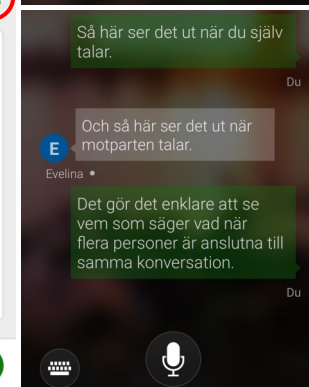 Så här ser det ut när du själv
talar.
Du
Och så här ser det ut när
motparten talar.
E
Evelina
Det gör det enklare att se
vem som säger vad när
flera personer är anslutna till
samma konversation.
Du